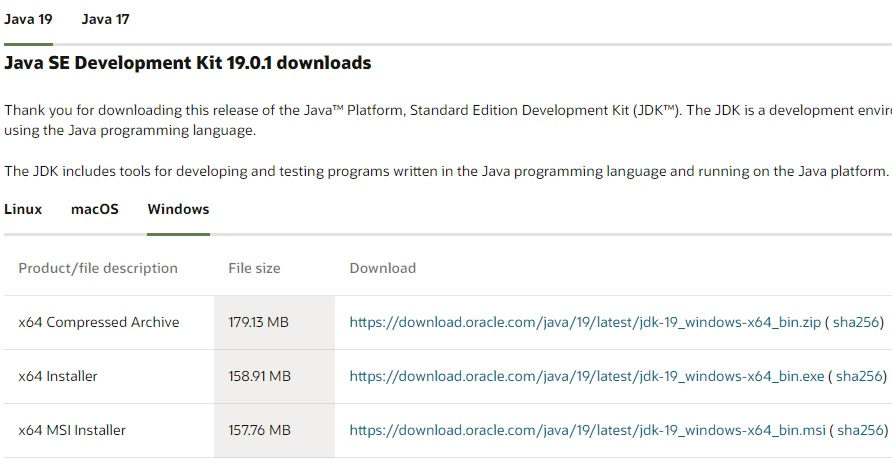 Java 19 Java 17
Java SE Development Kit 19.0.1 downloads
Thank you for downloading this release of the Java™ Platform, Standard Edition Development Kit (JDK™). The JDK is a development envir
using the Java programming language.
The JDK includes tools for developing and testing programs written in the Java programming language and running on the Java platform.
Linux macOS Windows
Product/file description File size Download
x64 Compressed Archive 179.13 MB https://download.oracle.com/java/19/latest/jdk-19_windows-x64_bin.zip ( sha256)
x64 Installer 158.91 MB https://download.oracle.com/java/19/latest/jdk-19_windows-x64_bin.exe ( sha256)
x64 MSI Installer 157.76 MB https://download.oracle.com/java/19/latest/jdk-19_windows-x64_bin.msi ( sha256)